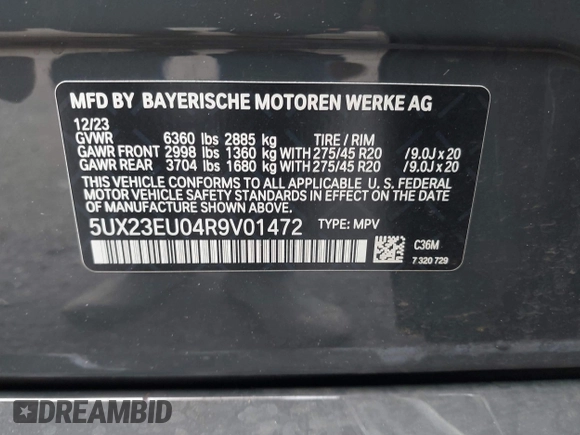 MFD BY BAYERISCHE MOTOREN WERKE AG
12/23
GVWR 6360 lbs 2885 kg TIRE / RIM
GAWR FRONT 2998 lbs 1360 kg WITH 275/45 R20 /9.0J x 20
GAWR REAR 3704 lbs 1680 kg WITH 275/45 R20 /9.0J x 20
THIS VEHICLE CONFORMS TO ALL APPLICABLE U. S. FEDERAL
MOTOR VEHICLE SAFETY STANDARDS IN EFFECT ON THE
DATE OF MANUFACTURE SHOWN ABOVE.
5UX23EU04R9V01472 TYPE: MPV
C36M
7 320 729
DREAMBID